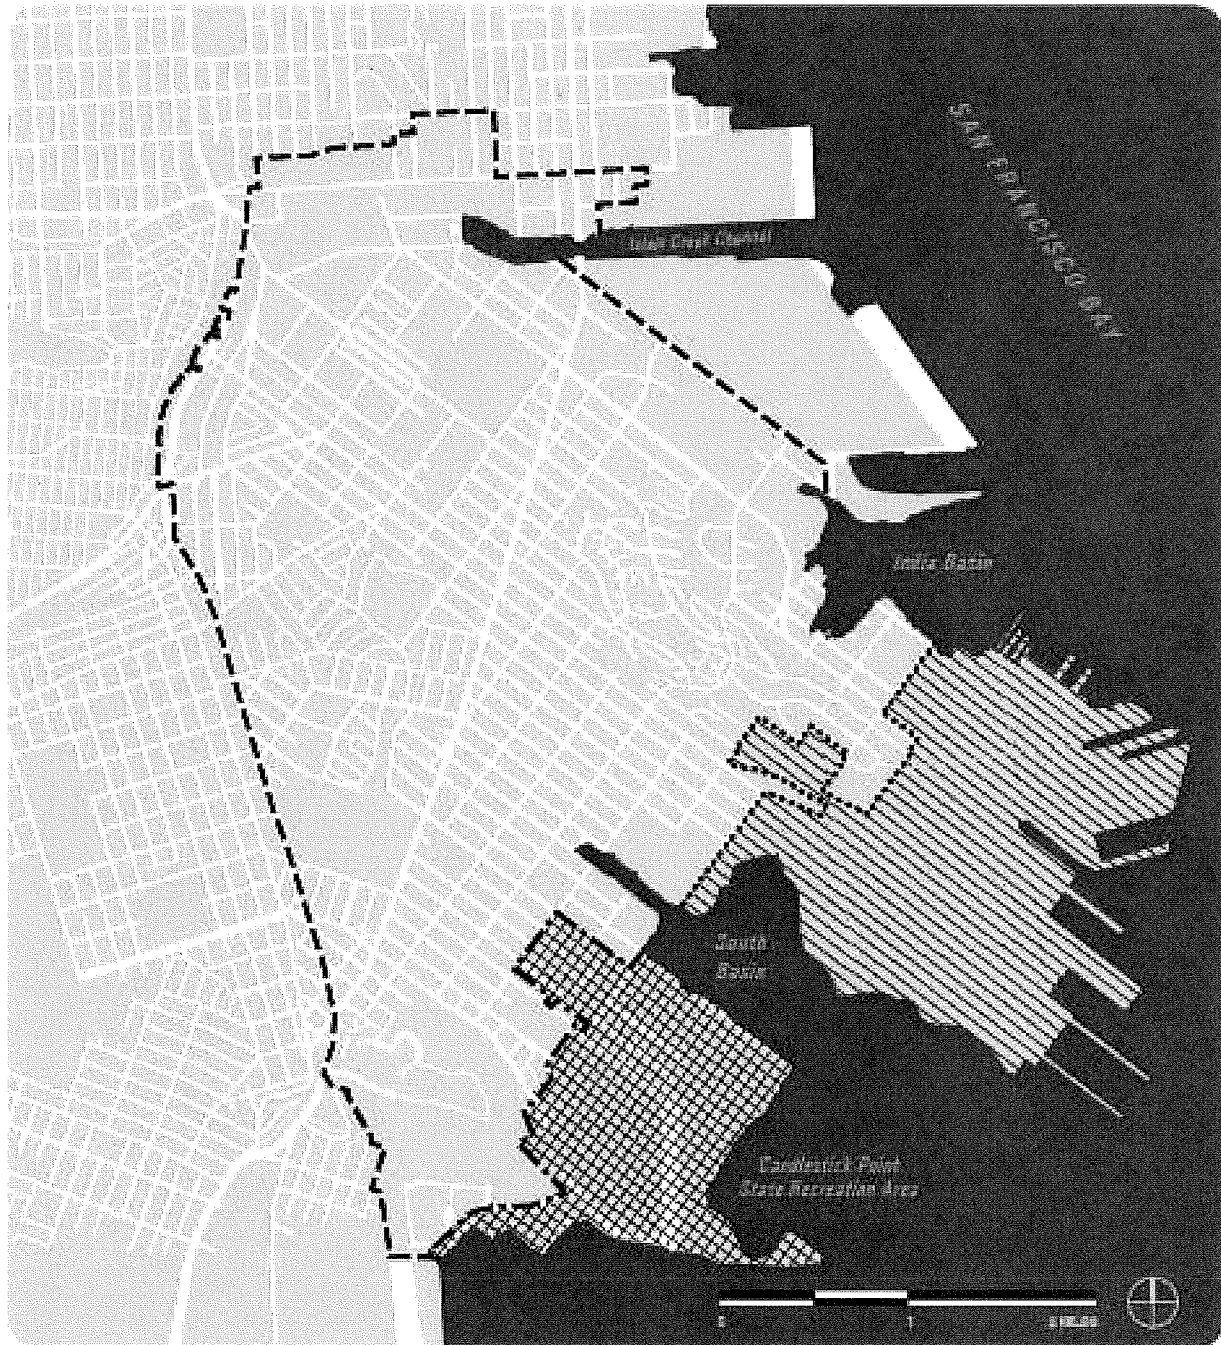 SAN FRANCISCO BAY
Islais Creek Channel
India Basin
South
Basin
Candlestick Point
State Recreation Area
0
1